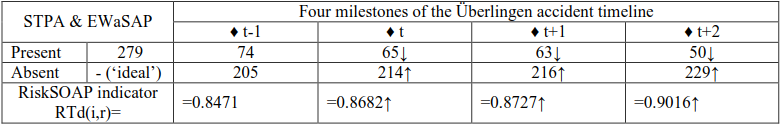 STPA & EWaSAP Four milestones of the Überlingen accident timeline
♦ t-1 ♦ t ♦ t+1 ♦ t+2
Present 279 74 65↓ 63↓ 50↓
Absent - (‘ideal’) 205 214↑ 216↑ 229↑
RiskSOAP indicator
RTd(i,r)= =0.8471 =0.8682↑ =0.8727↑ =0.9016↑